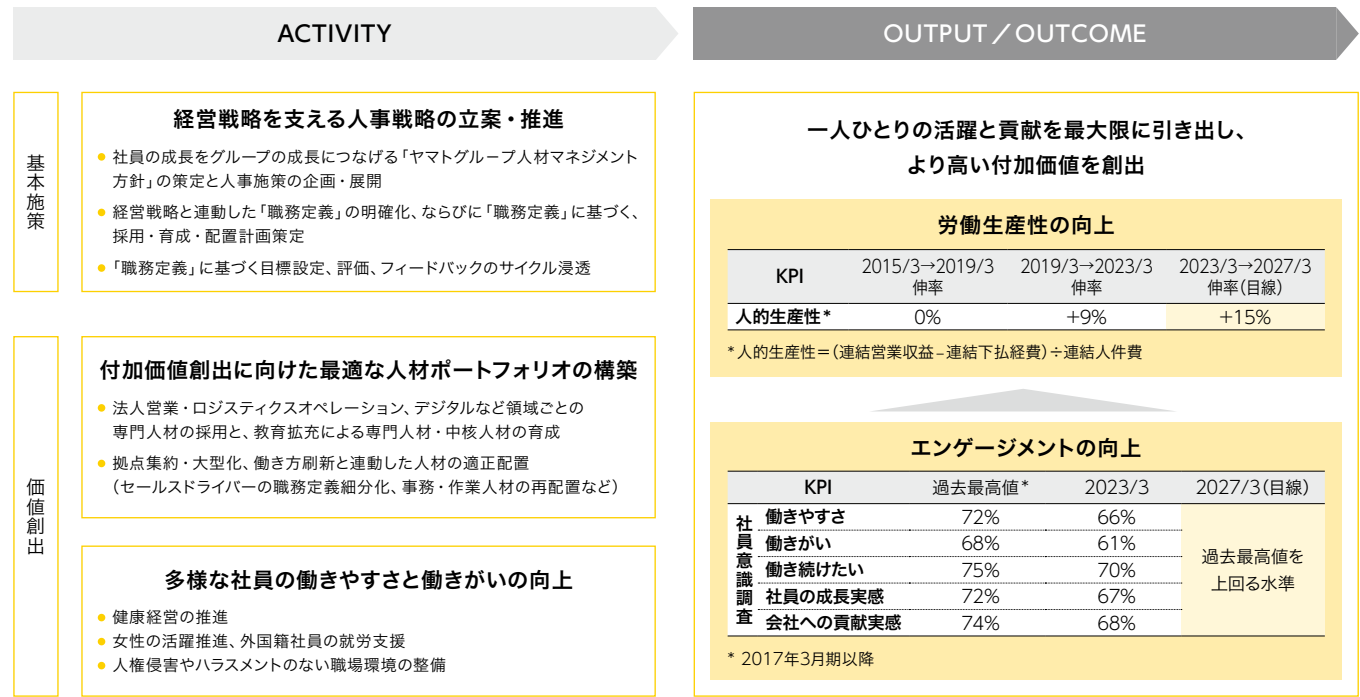 ACTIVITY
OUTPUT／OUTCOME
基本施策
経営戦略を支える人事戦略の立案・推進
● 社員の成長をグループの成長につなげる「ヤマトグループ人材マネジメント
方針」の策定と人事施策の企画・展開
● 経営戦略と連動した「職務定義」の明確化、ならびに「職務定義」に基づく、
採用・育成・配置計画策定
● 「職務定義」に基づく目標設定、評価、フィードバックのサイクル浸透
価値創出
付加価値創出に向けた最適な人材ポートフォリオの構築
● 法人営業・ロジスティクスオペレーション、デジタルなど領域ごとの
専門人材の採用と、教育拡充による専門人材・中核人材の育成
● 拠点集約・大型化、働き方刷新と連動した人材の適正配置
（セールスドライバーの職務定義細分化、事務・作業人材の再配置など）
多様な社員の働きやすさと働きがいの向上
● 健康経営の推進
● 女性の活躍推進、外国籍社員の就労支援
● 人権侵害やハラスメントのない職場環境の整備
一人ひとりの活躍と貢献を最大限に引き出し、
より高い付加価値を創出
労働生産性の向上
KPI 2015/3→2019/3 2019/3→2023/3 2023/3→2027/3
伸率 伸率 伸率（目線）
人的生産性* 0% +9% +15%
*人的生産性＝（連結営業収益−連結下払経費）÷連結人件費
エンゲージメントの向上
KPI 過去最高値* 2023/3 2027/3（目線）
社員意識調査
働きやすさ 72% 66%
働きがい 68% 61%
働き続けたい 75% 70%
社員の成長実感 72% 67%
会社への貢献実感 74% 68%
過去最高値を
上回る水準
* 2017年3月期以降